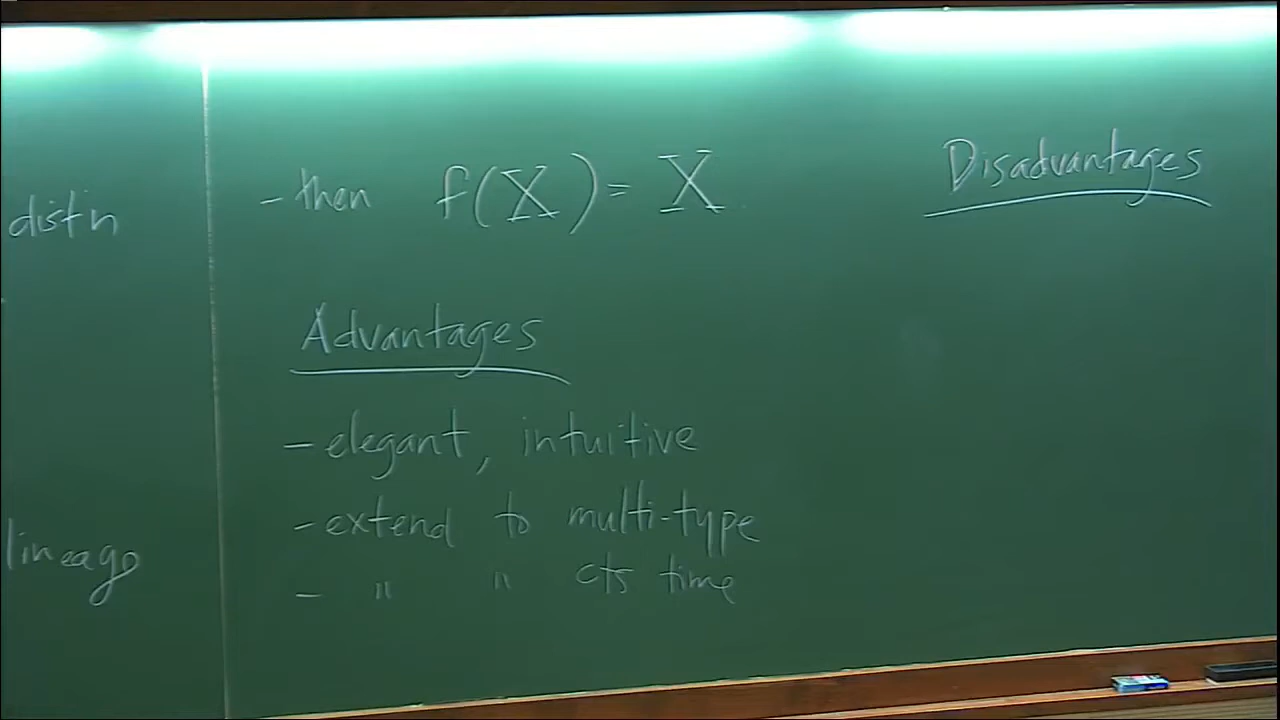 distn
lineage
- then f(X) = X
Advantages
- elegant, intuitive
- extend to multi-type
- " " cts time
Disadvantages